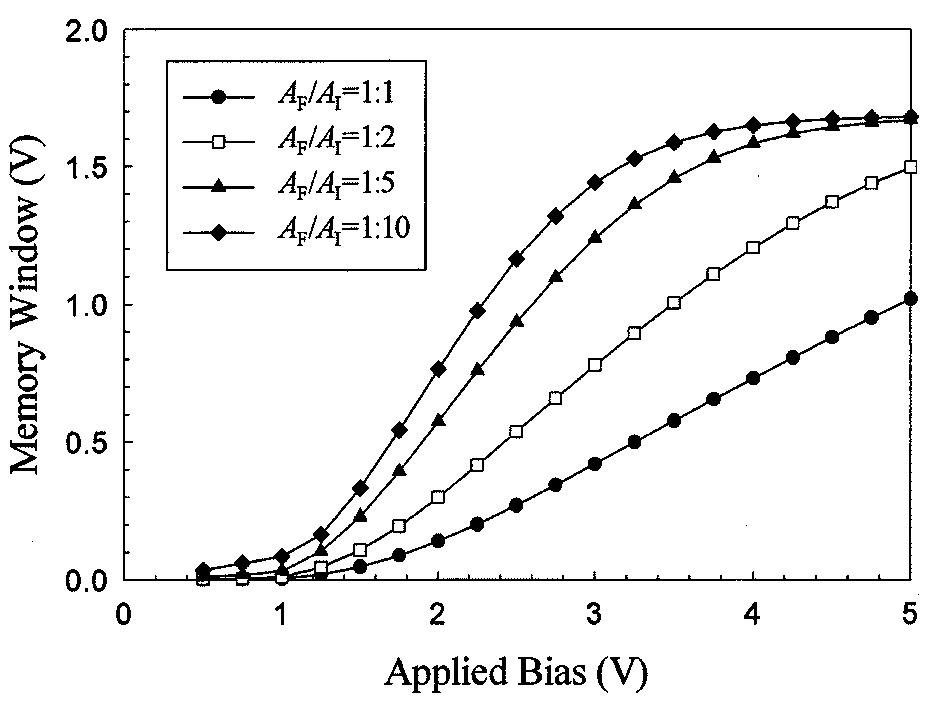 Memory Window (V)
2.0
1.5
1.0
0.5
0.0
A_F/A_I=1:1
A_F/A_I=1:2
A_F/A_I=1:5
A_F/A_I=1:10
0 1 2 3 4 5
Applied Bias (V)